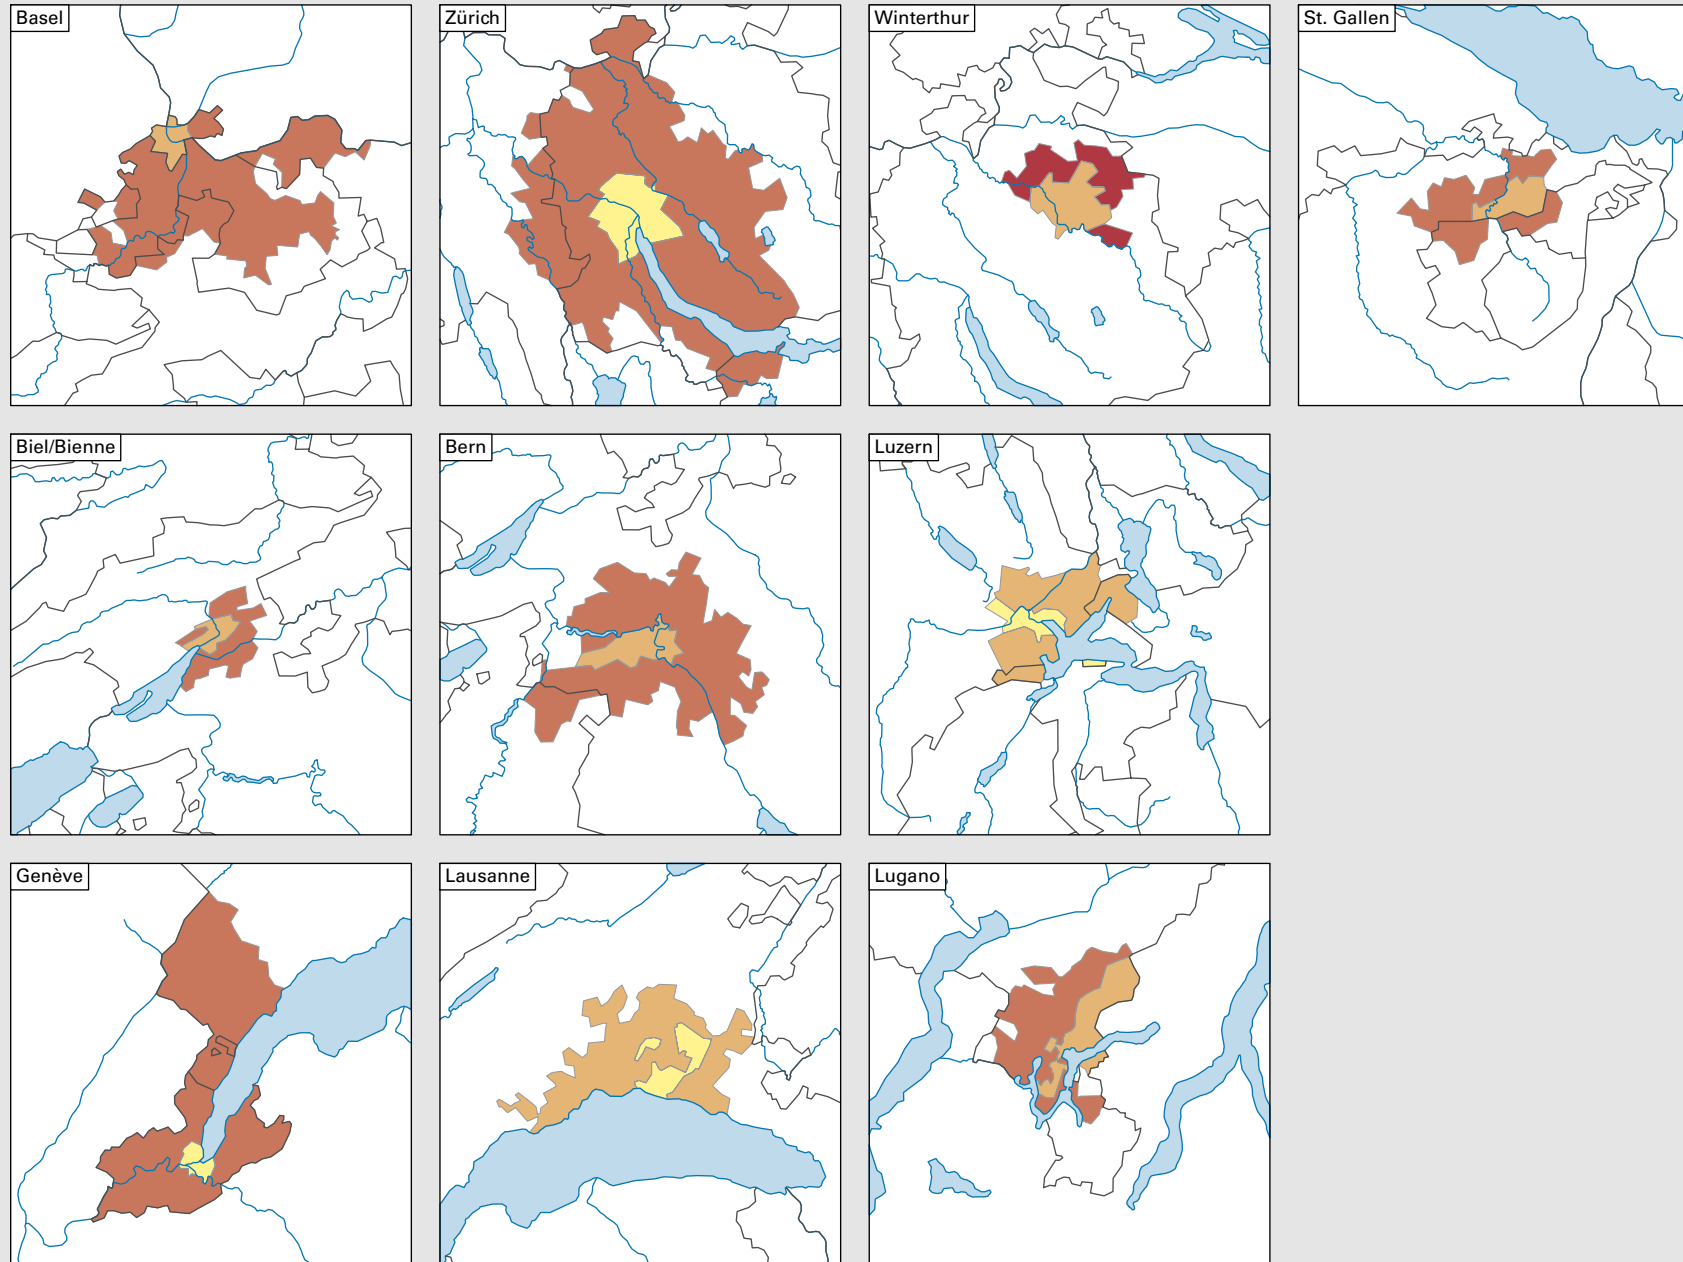 Basel
Zürich
Winterthur
St. Gallen
Biel/Bienne
Bern
Luzern
Genève
Lausanne
Lugano